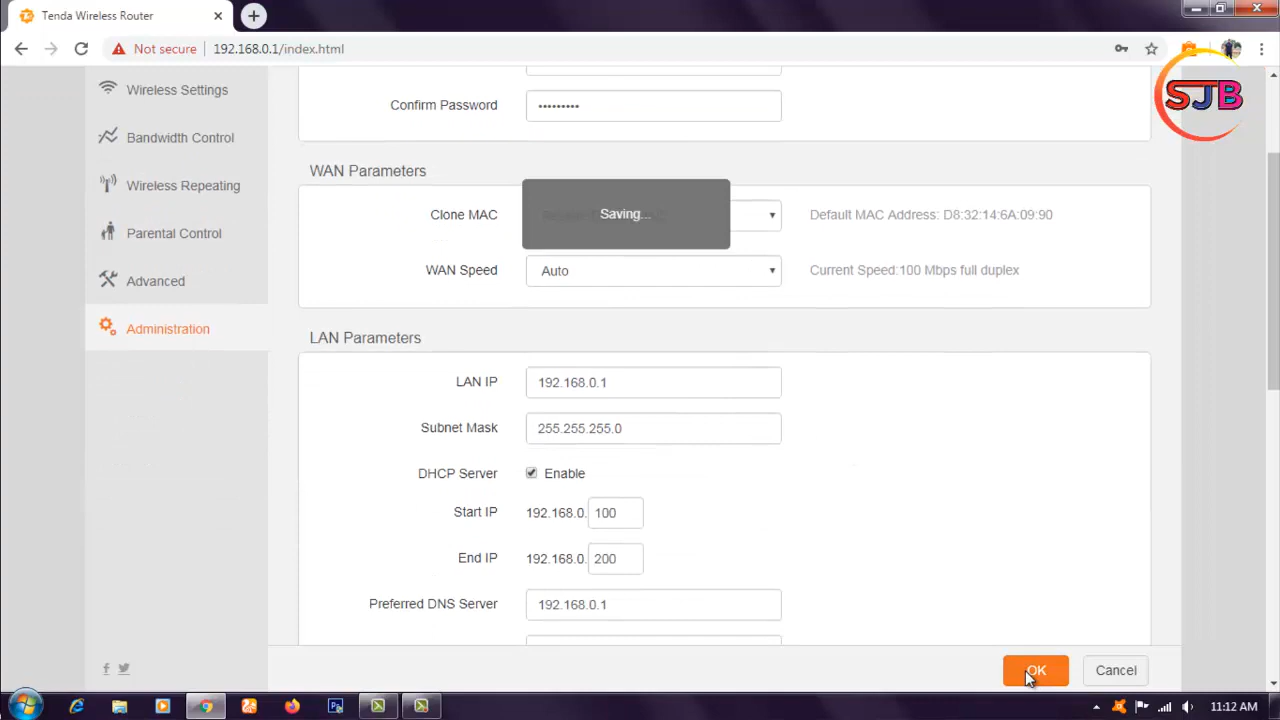 Tenda Wireless Router
Not secure 192.168.0.1/index.html
SJB
Wireless Settings
Bandwidth Control
Wireless Repeating
Parental Control
Advanced
Administration
Confirm Password •••••••••
WAN Parameters
Saving...
Clone MAC Default MAC Address: D8:32:14:6A:09:90
WAN Speed Auto Current Speed:100 Mbps full duplex
LAN Parameters
LAN IP 192.168.0.1
Subnet Mask 255.255.255.0
DHCP Server Enable
Start IP 192.168.0. 100
End IP 192.168.0. 200
Preferred DNS Server 192.168.0.1
OK Cancel
11:12 AM